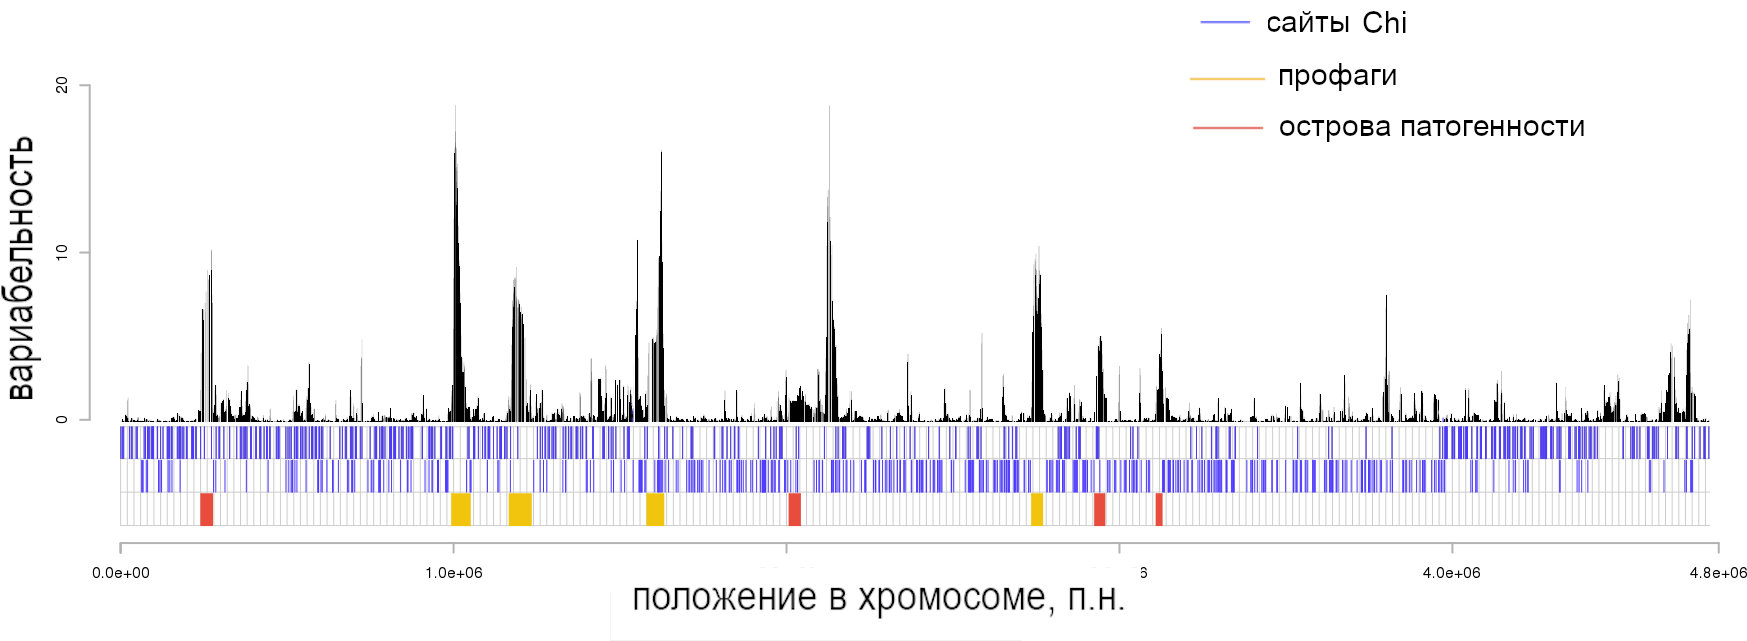 сайты Chi
профаги
острова патогенности
20
10
0
вариабельность
0.0e+00
1.0e+06
6
4.0e+06
4.8e+06
положение в хромосоме, п.н.